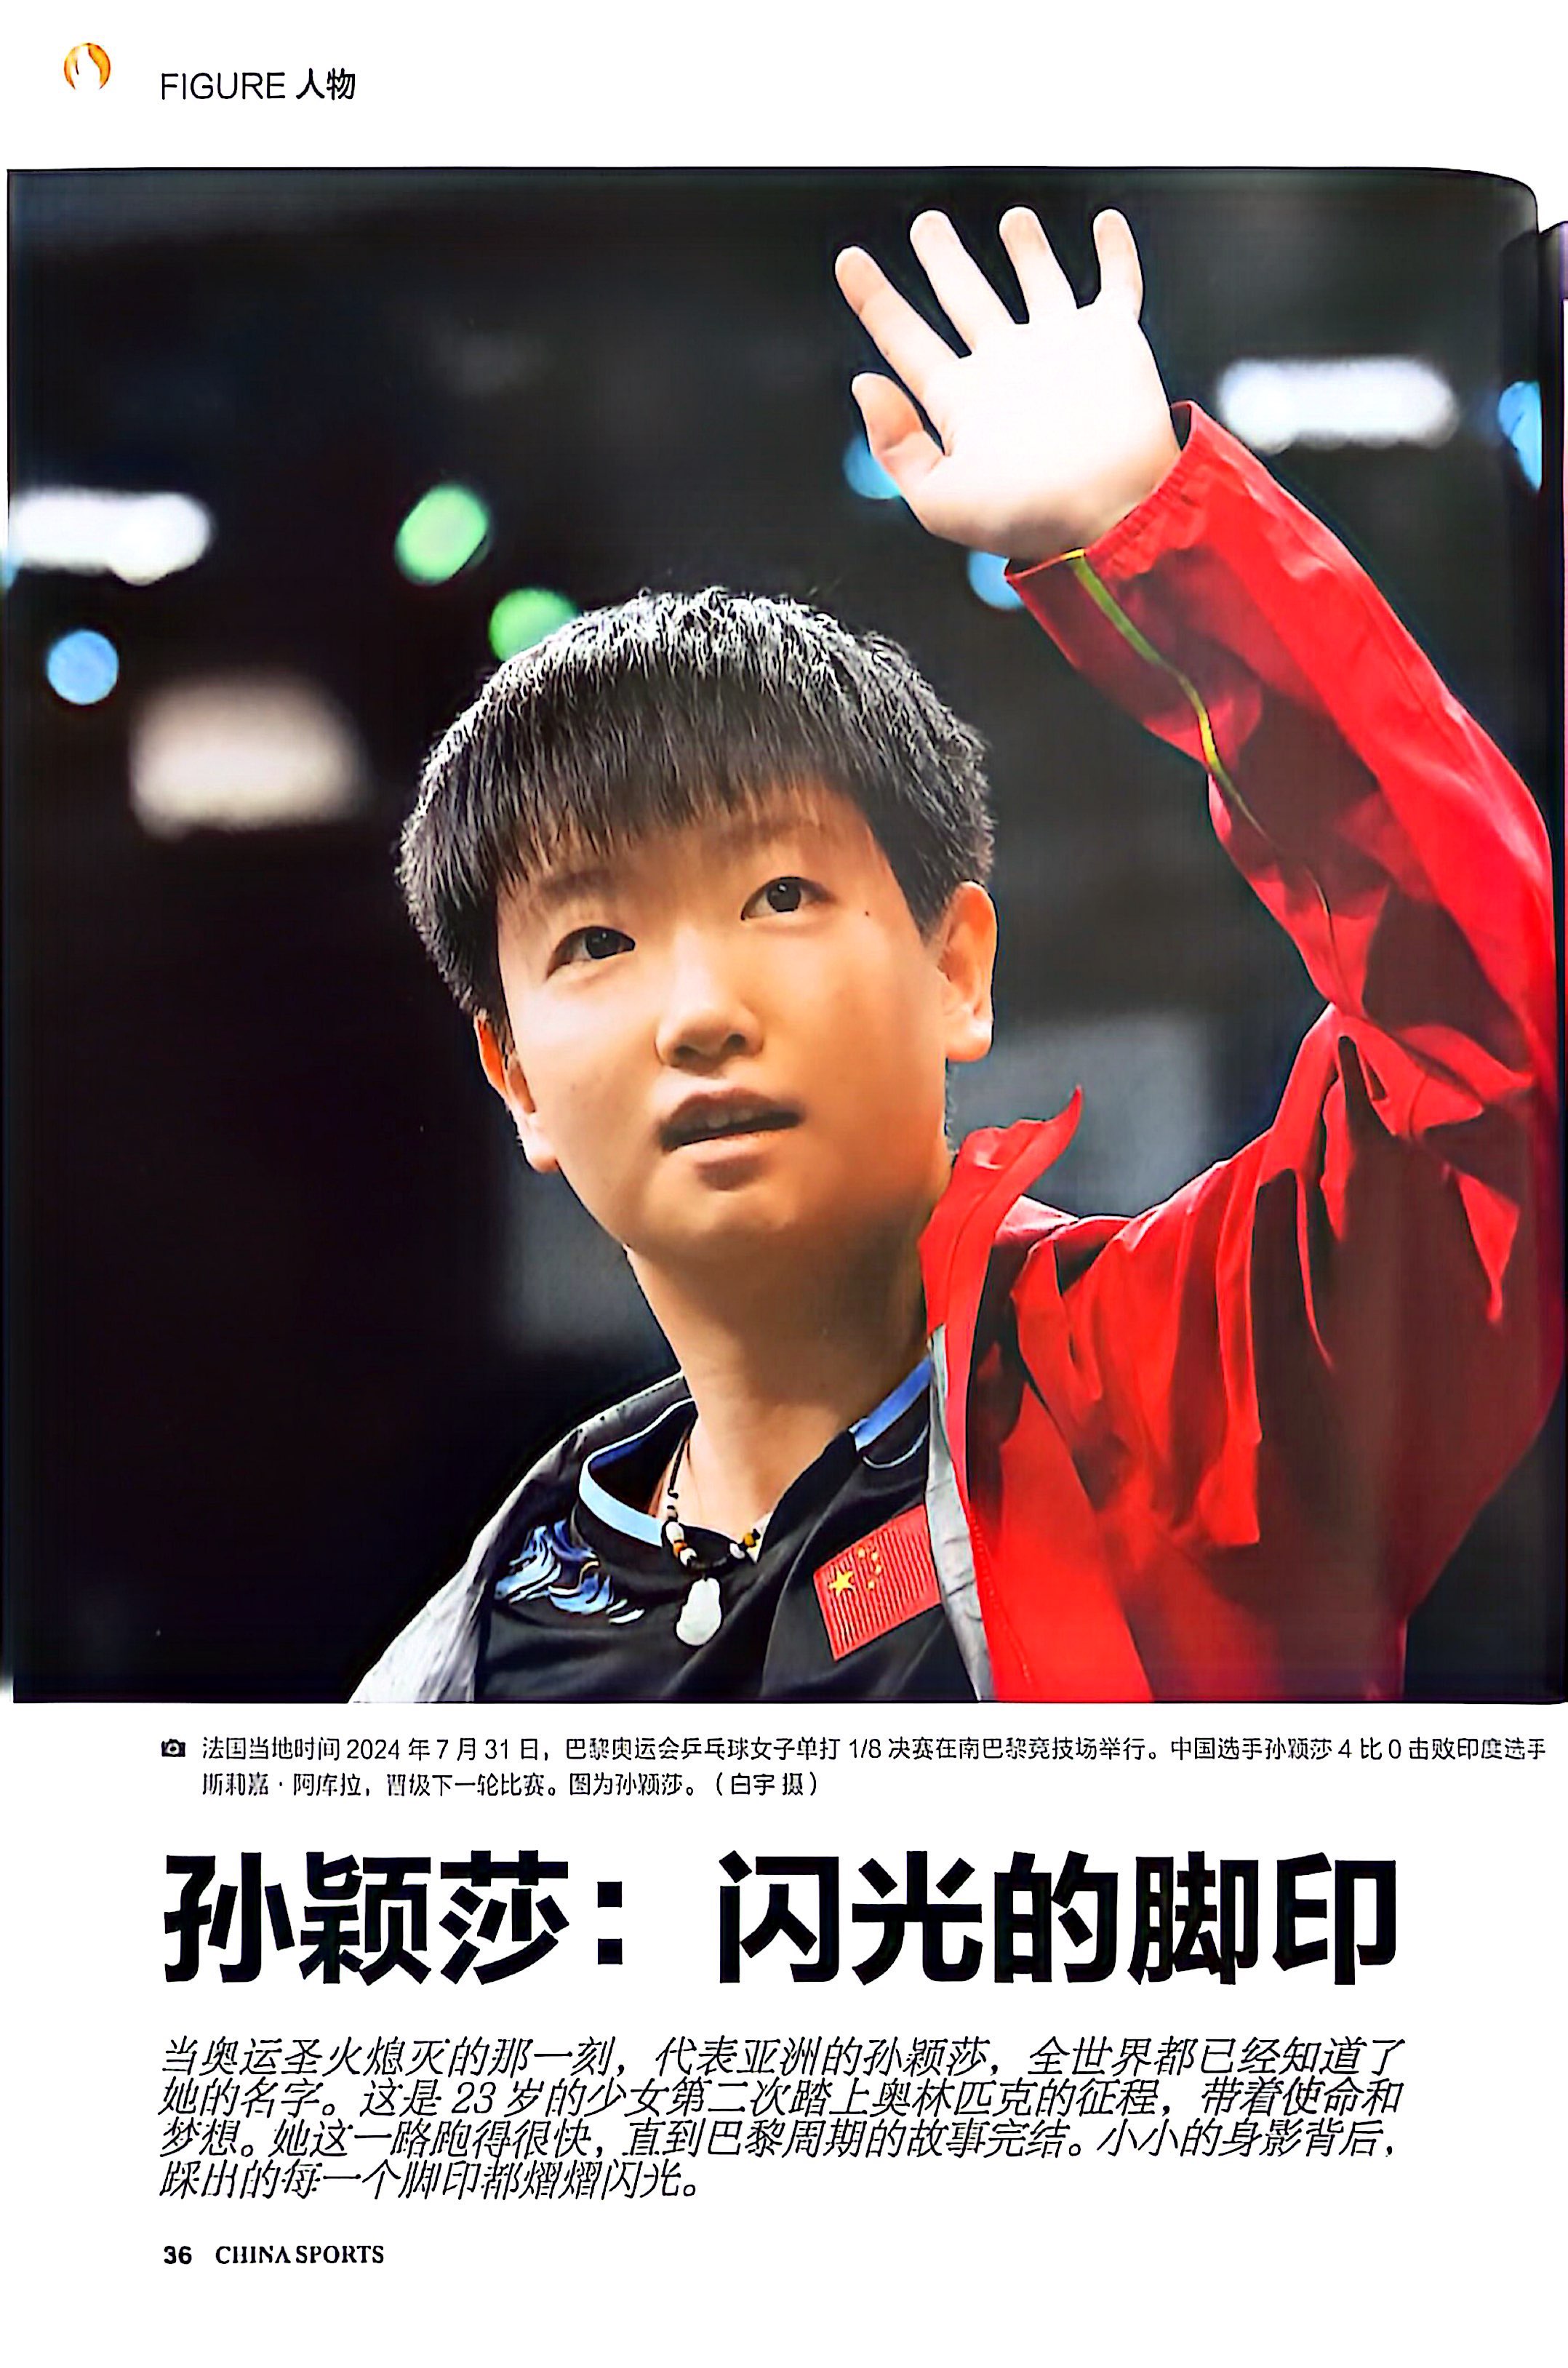 FIGURE 人物
法国当地时间 2024 年 7 月 31 日，巴黎奥运会乒乓球女子单打 1/8 决赛在南巴黎竞技场举行。中国选手孙颖莎 4 比 0 击败印度选手
斯莉嘉·阿库拉，晋级下一轮比赛。图为孙颖莎。（白宇 摄）
孙颖莎：闪光的脚印
当奥运圣火熄灭的那一刻，代表亚洲的孙颖莎，全世界都已经知道了
她的名字。这是 23 岁的少女第二次踏上奥林匹克的征程，带着使命和
梦想。她这一路跑得很快，直到巴黎周期的故事完结。小小的身影背后，
踩出的每一个脚印都熠熠闪光。
36 CHINA SPORTS